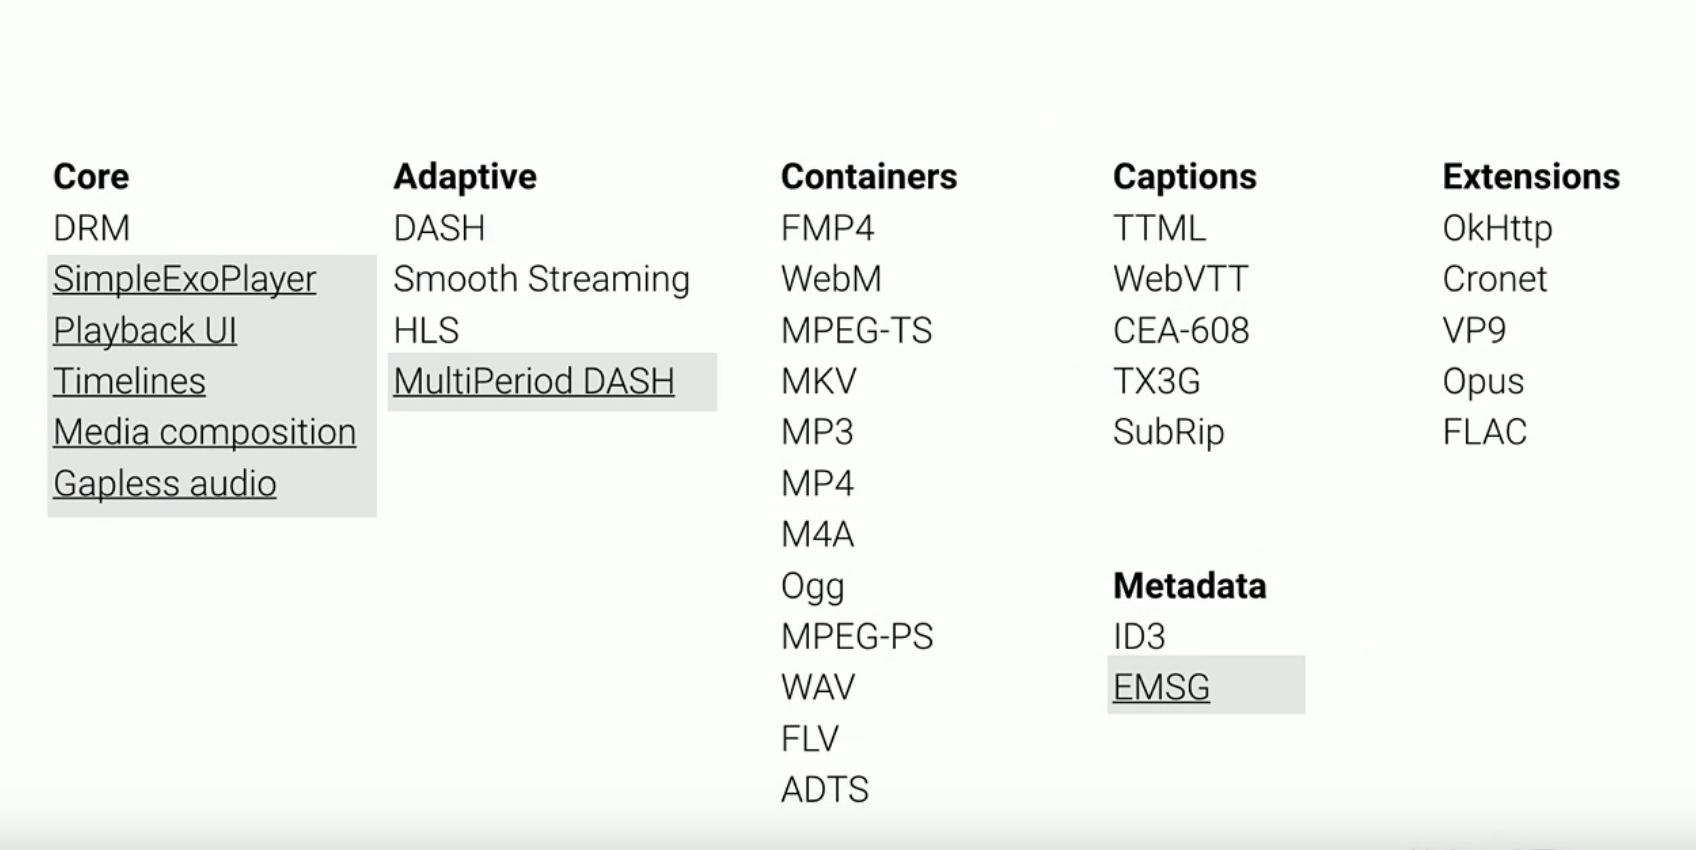 Core
DRM
SimpleExoPlayer
Playback UI
Timelines
Media composition
Gapless audio
Adaptive
DASH
Smooth Streaming
HLS
MultiPeriod DASH
Containers
FMP4
WebM
MPEG-TS
MKV
MP3
MP4
M4A
Ogg
MPEG-PS
WAV
FLV
ADTS
Captions
TTML
WebVTT
CEA-608
TX3G
SubRip
Metadata
ID3
EMSG
Extensions
OkHttp
Cronet
VP9
Opus
FLAC